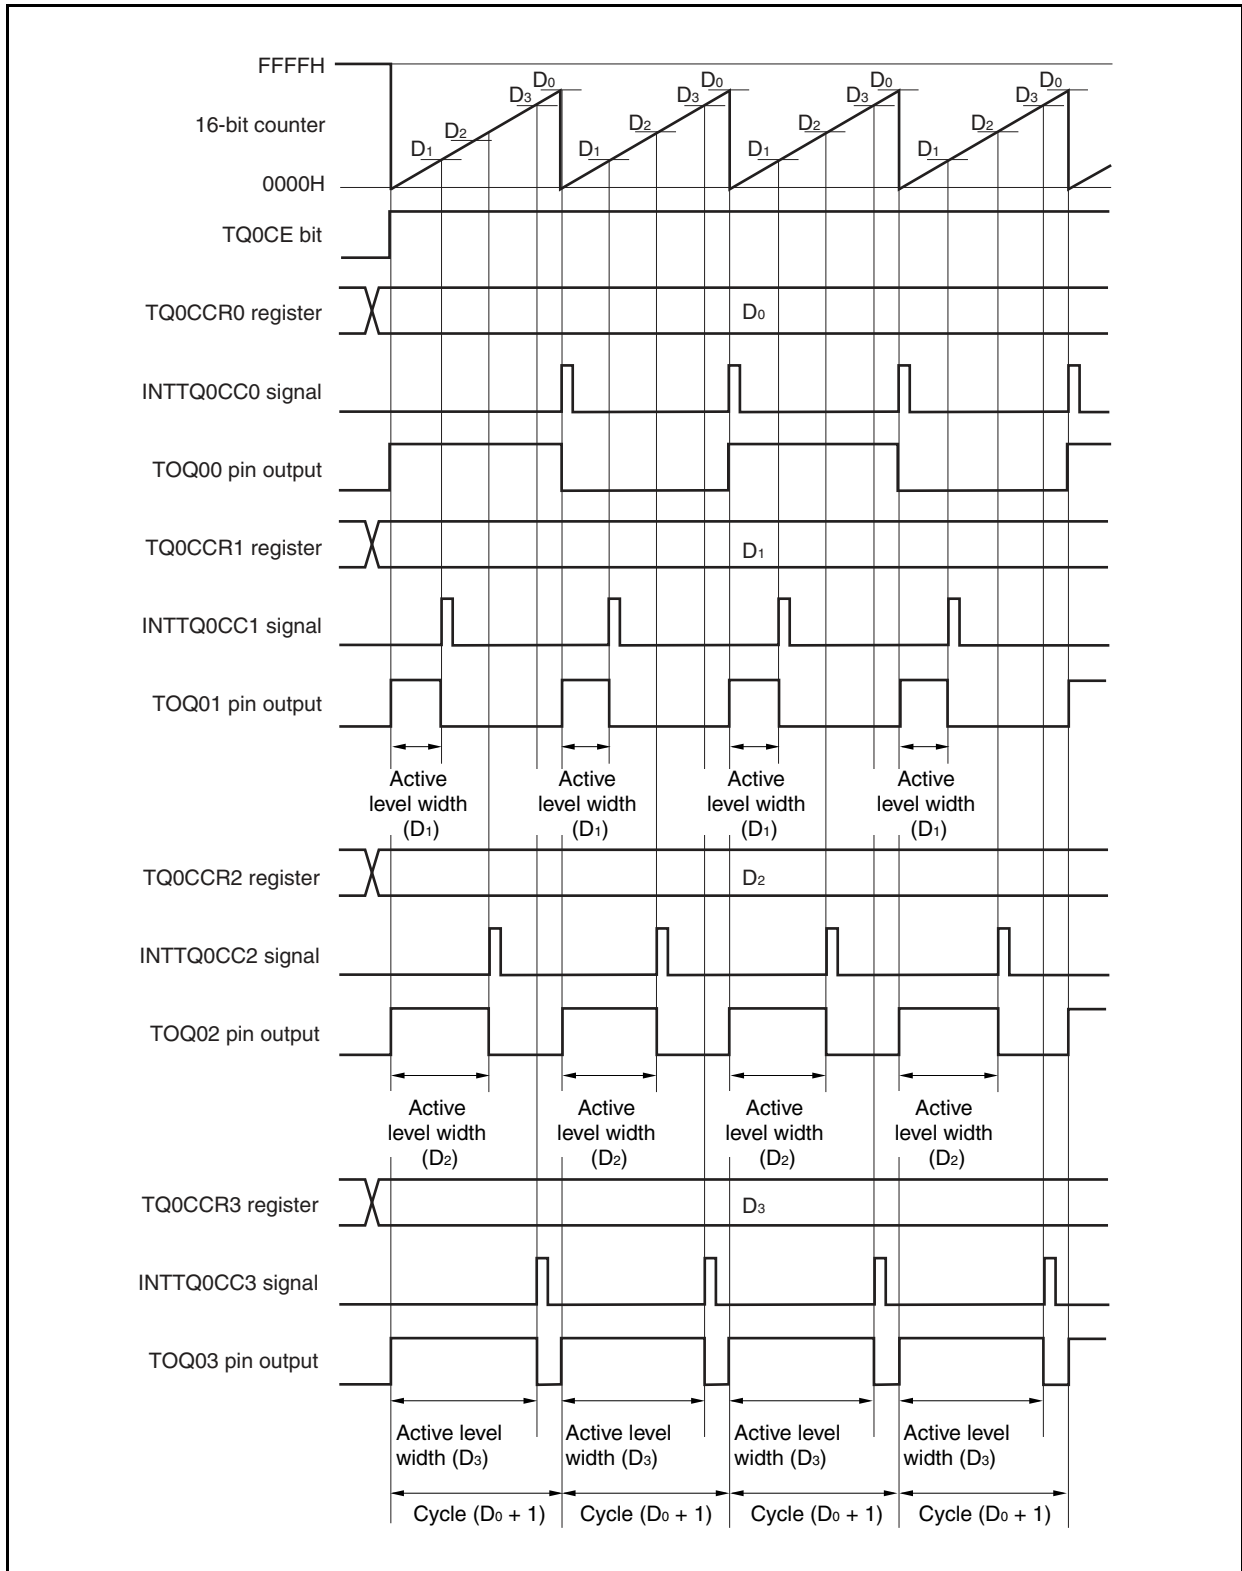 FFFFH
D0 D0 D0 D0
D3 D3 D3 D3
16-bit counter
D2 D2 D2 D2
D1 D1 D1 D1
0000H
TQ0CE bit
TQ0CCR0 register D0
INTTQ0CC0 signal
TOQ00 pin output
TQ0CCR1 register D1
INTTQ0CC1 signal
TOQ01 pin output
Active Active Active Active
level width level width level width level width
(D1) (D1) (D1) (D1)
TQ0CCR2 register D2
INTTQ0CC2 signal
TOQ02 pin output
Active Active Active Active
level width level width level width level width
(D2) (D2) (D2) (D2)
TQ0CCR3 register D3
INTTQ0CC3 signal
TOQ03 pin output
Active level Active level Active level Active level
width (D3) width (D3) width (D3) width (D3)
Cycle (D0 + 1) Cycle (D0 + 1) Cycle (D0 + 1) Cycle (D0 + 1)